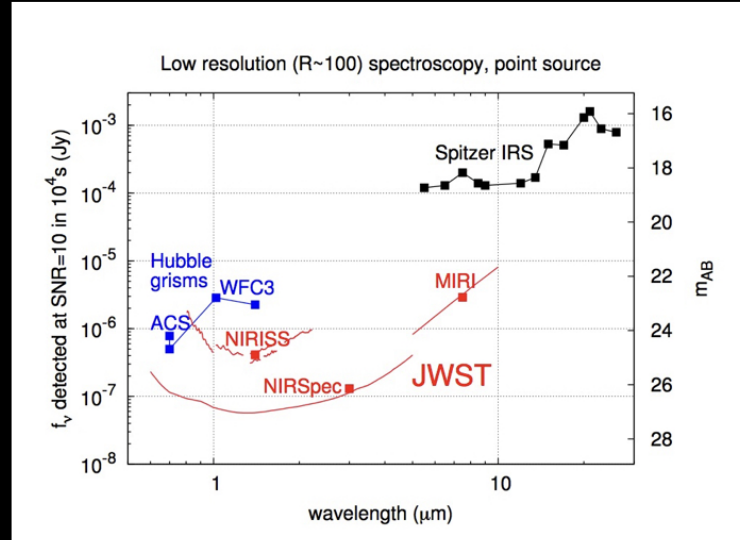 Low resolution (R~100) spectroscopy, point source
f_ν detected at SNR=10 in 10⁴s (Jy)
10⁻³
10⁻⁴
10⁻⁵
10⁻⁶
10⁻⁷
10⁻⁸
Spitzer IRS
Hubble
grisms
WFC3
ACS
NIRISS
NIRSpec
MIRI
JWST
16
18
20
22
24
26
28
m_AB
1
10
wavelength (μm)